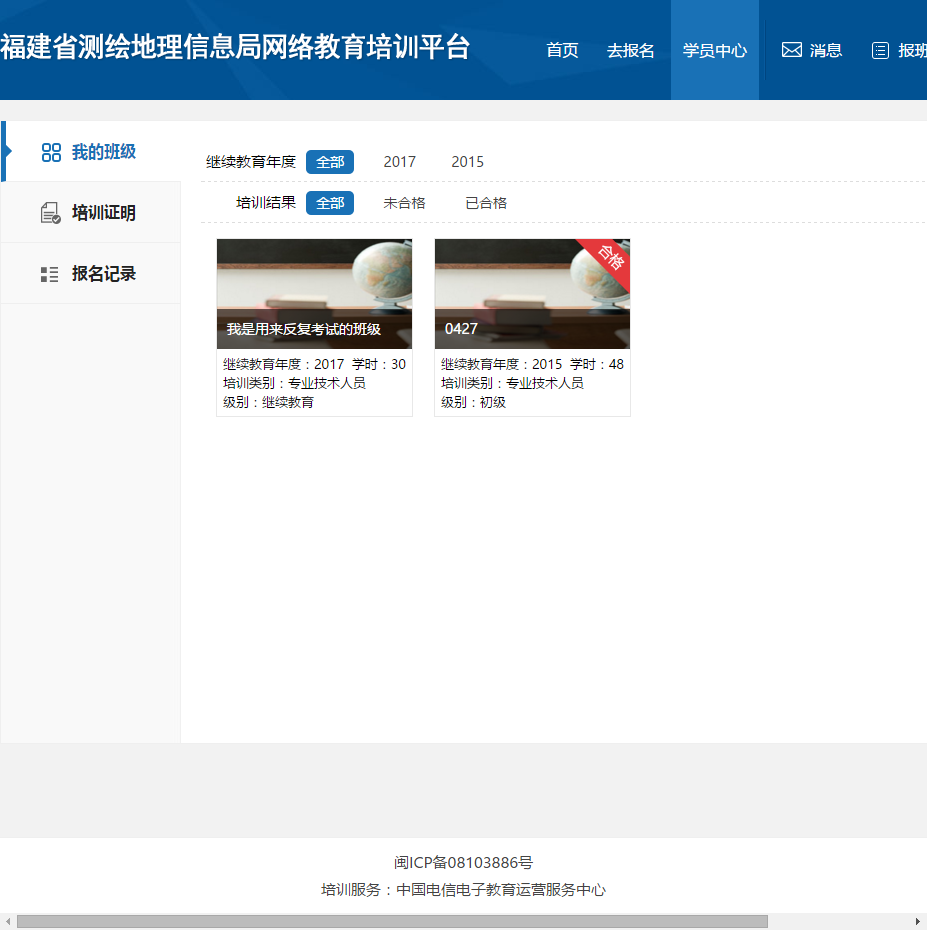 福建省测绘地理信息局网络教育培训平台
首页 去报名 学员中心 消息 报班
我的班级
培训证明
报名记录
继续教育年度 全部 2017 2015
培训结果 全部 未合格 已合格
我是用来反复考试的班级
继续教育年度：2017 学时：30
培训类别：专业技术人员
级别：继续教育
合格
0427
继续教育年度：2015 学时：48
培训类别：专业技术人员
级别：初级
闽ICP备08103886号
培训服务：中国电信电子教育运营服务中心